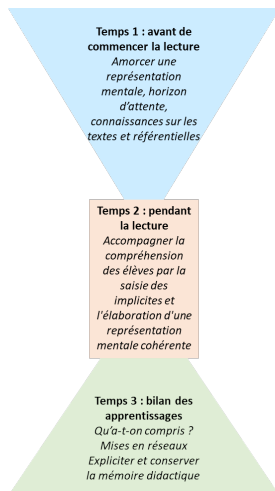 Temps 1 : avant de
commencer la lecture
Amorcer une
représentation
mentale, horizon
d'attente,
connaissances sur les
textes et référentielles
Temps 2 : pendant
la lecture
Accompagner la
compréhension
des élèves par la
saisie des
implicites et
l'élaboration d'une
représentation
mentale cohérente
Temps 3 : bilan des
apprentissages
Qu'a-t-on compris ?
Mises en réseaux
Expliciter et conserver
la mémoire didactique